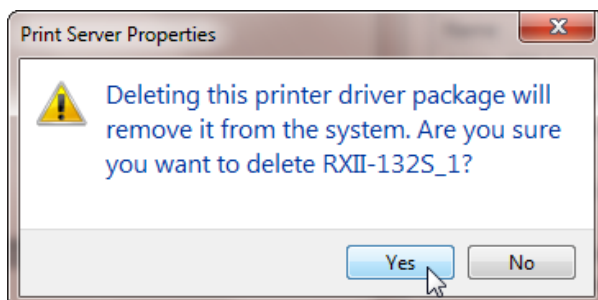 Print Server Properties
Deleting this printer driver package will
remove it from the system. Are you sure
you want to delete RXII-132S_1?
Yes
No